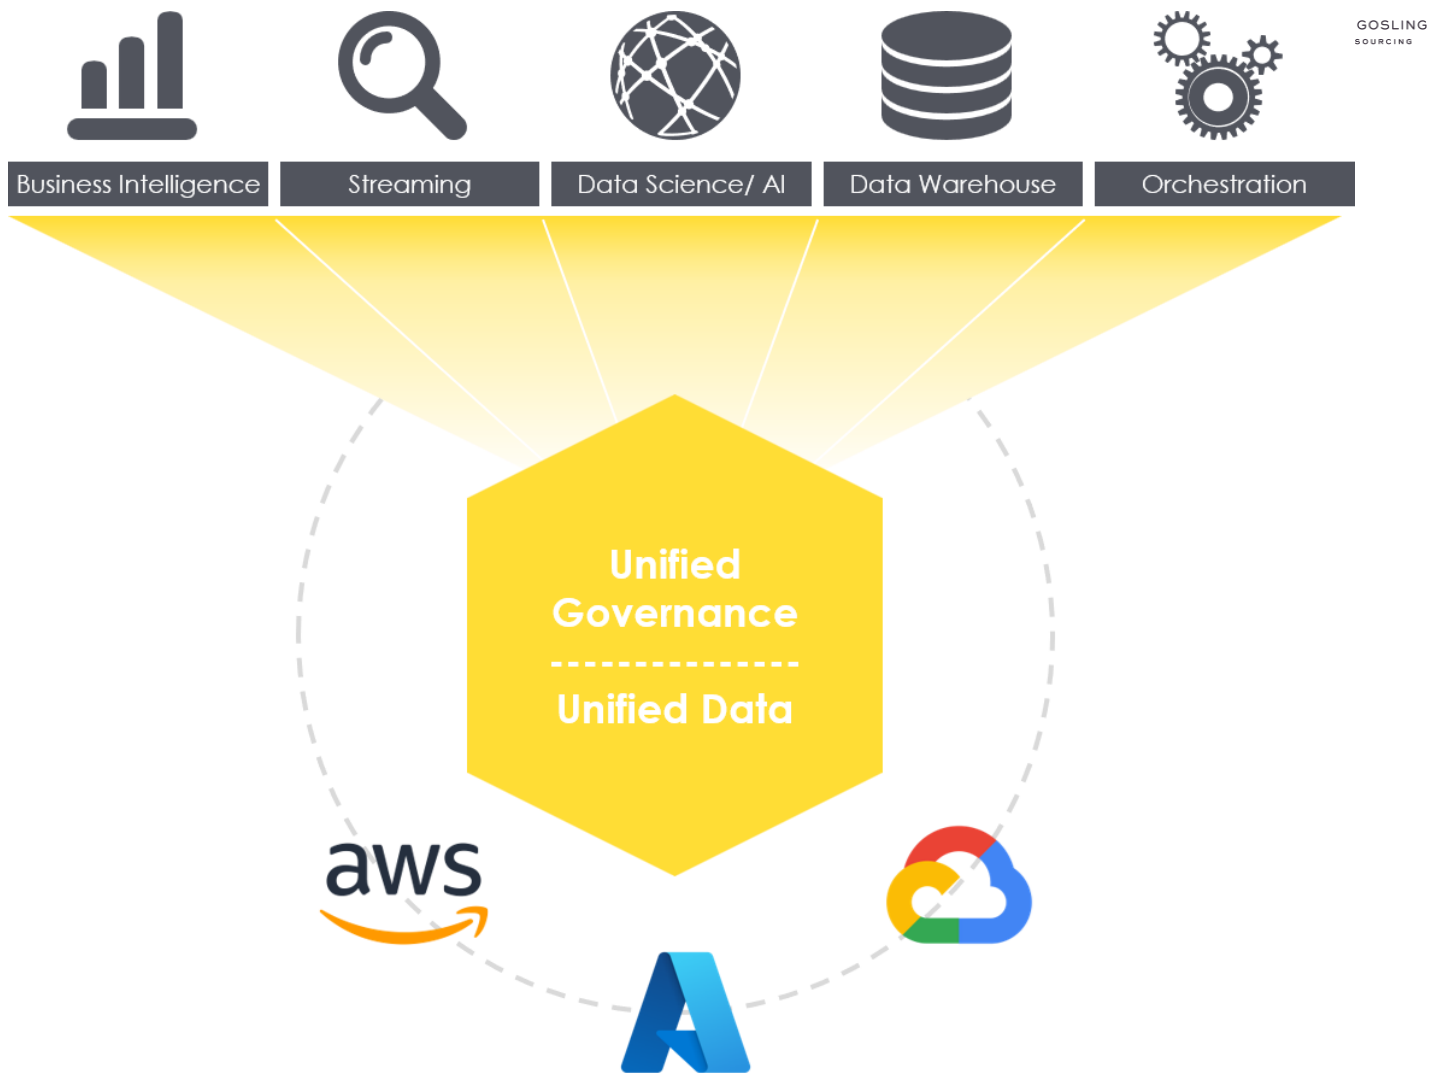 GOSLING
SOURCING
Business Intelligence
Streaming
Data Science/ AI
Data Warehouse
Orchestration
Unified
Governance
Unified Data
aws